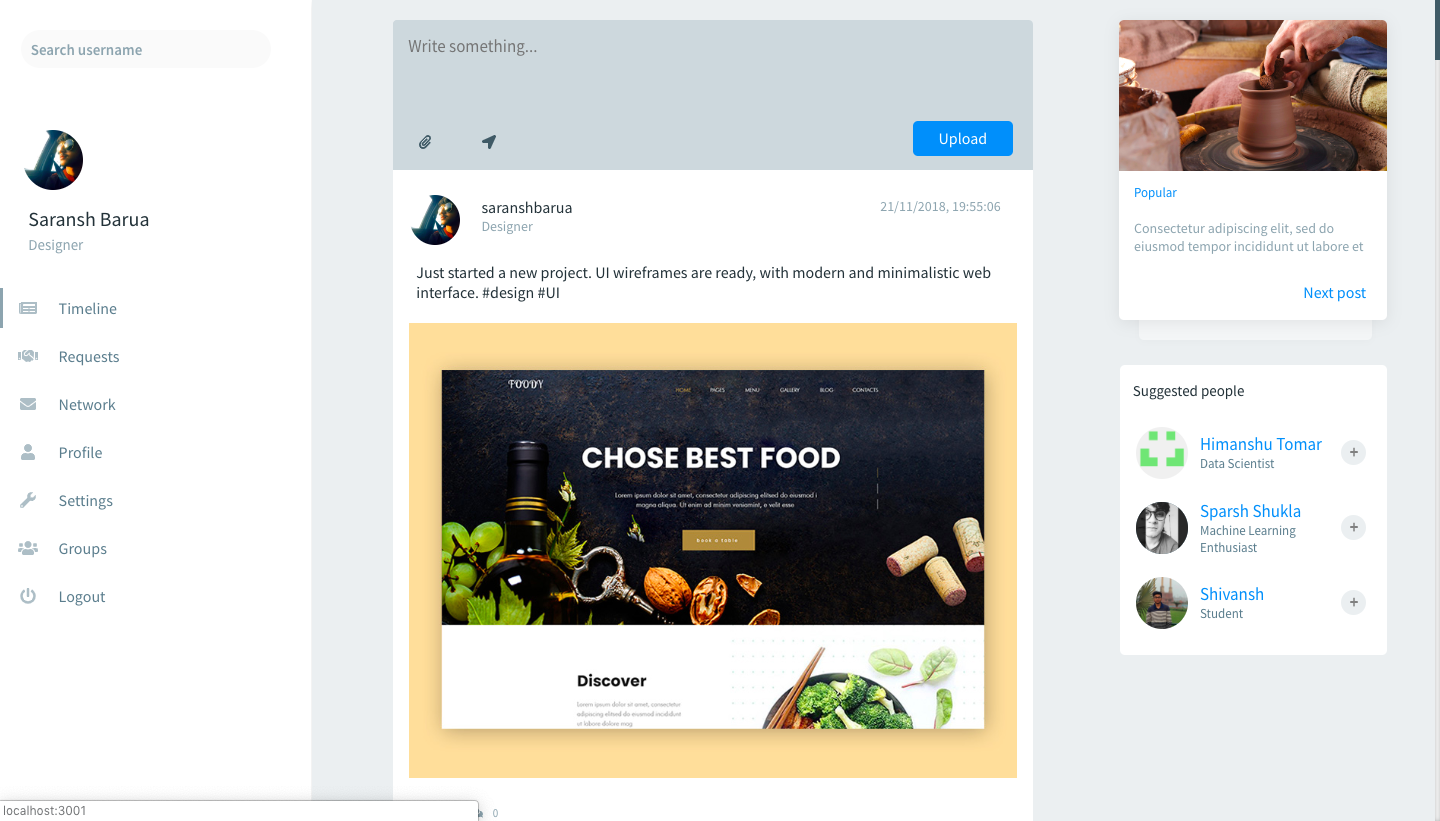 Search username
Saransh Barua
Designer
Timeline
Requests
Network
Profile
Settings
Groups
Logout
Write something...
Upload
saranshbarua
Designer
21/11/2018, 19:55:06
Just started a new project. UI wireframes are ready, with modern and minimalistic web
interface. #design #UI
FOODY
HOME PAGES MENU GALLERY BLOG CONTACTS
CHOSE BEST FOOD
Lorem ipsum dolor sit amet, consectetur adipiscing elitsed do eiusmod i
magna aliqua. Ut enim ad minim veniamint, e velit esse
book a table
Discover
Lorem ipsum dolor sit amet, consectetur
adipiscing elitsed do eiusmod incididunt
ut labore dolore mag
0
Popular
Consectetur adipiscing elit, sed do
eiusmod tempor incididunt ut labore et
Next post
Suggested people
Himanshu Tomar
Data Scientist
+
Sparsh Shukla
Machine Learning
Enthusiast
+
Shivansh
Student
+
localhost:3001